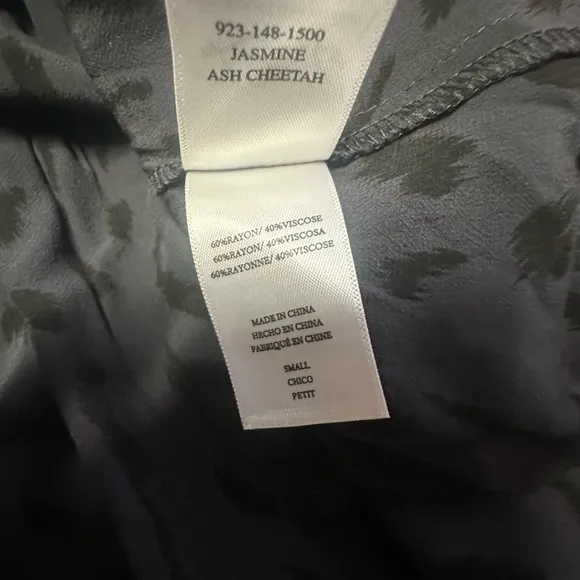 923-148-1500
JASMINE
ASH CHEETAH
60%RAYON/ 40%VISCOSE
60%RAYON/ 40%VISCOSA
60%RAYONNE/ 40%VISCOSE
MADE IN CHINA
HECHO EN CHINA
FABRIQUÉ EN CHINE
SMALL
CHICO
PETIT